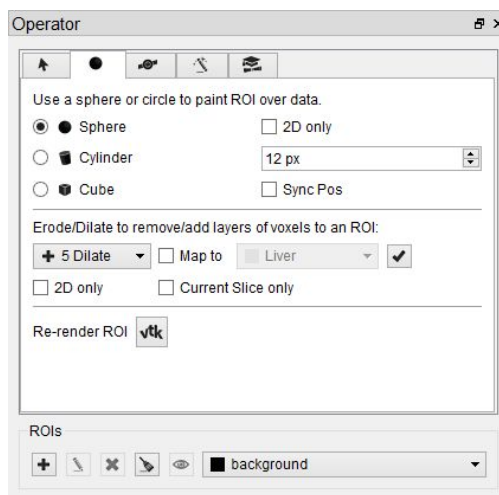 Operator
Use a sphere or circle to paint ROI over data.
Sphere
2D only
Cylinder
12 px
Cube
Sync Pos
Erode/Dilate to remove/add layers of voxels to an ROI:
5 Dilate
Map to
Liver
2D only
Current Slice only
Re-render ROI vtk
ROIs
background